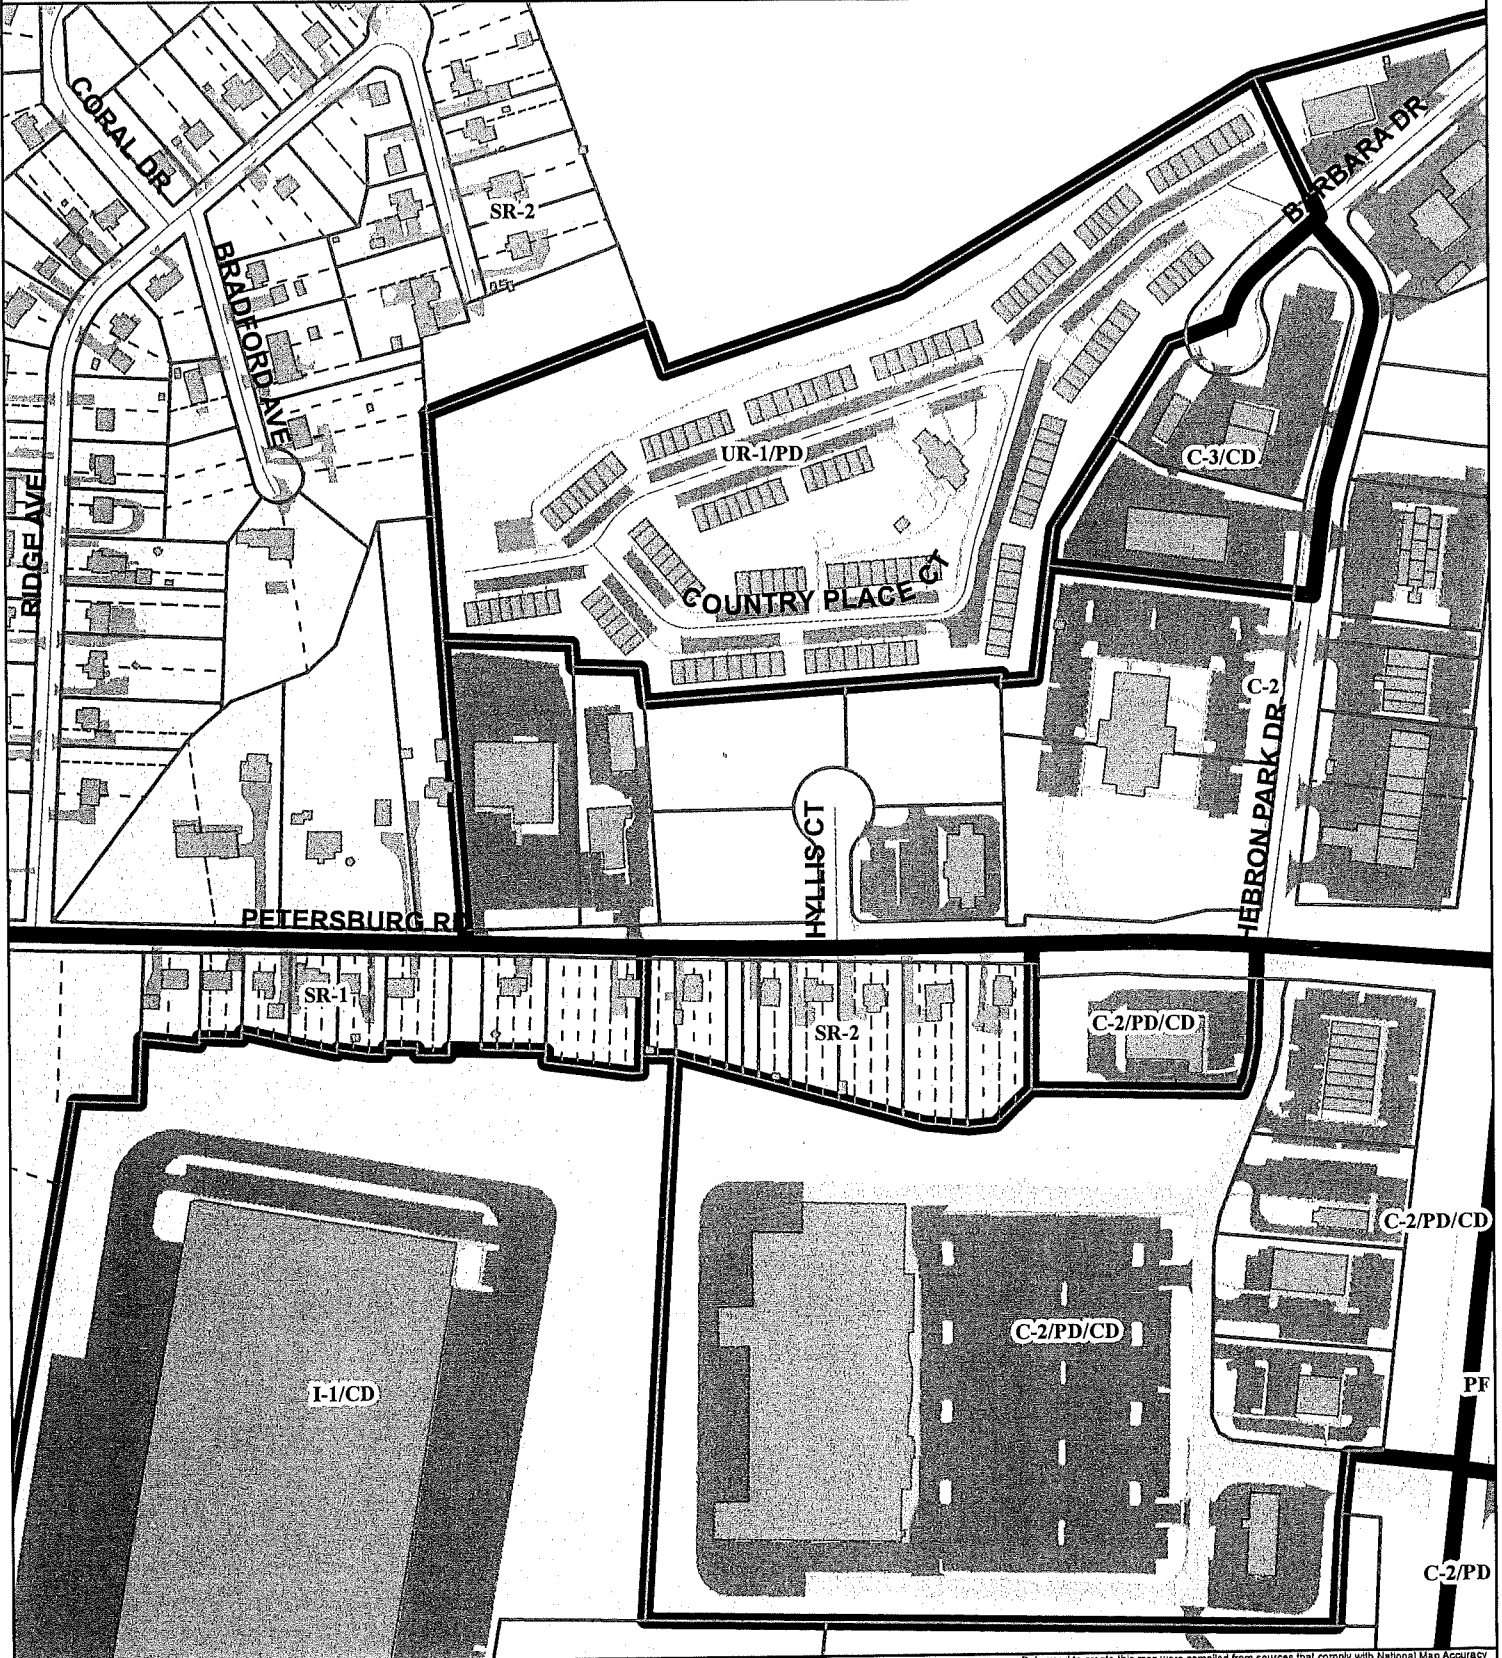 CORAL DR
BARBARA DR
SR-2
BRADFORD AVE
UR-1/PD
C-3/CD
RIDGE AVE
COUNTRY PLACE CT
C-2
HEBRON PARK DR
HYLLIS CT
PETERSBURG RD
SR-1
SR-2
C-2/PD/CD
C-2/PD/CD
C-2/PD/CD
I-1/CD
PF
C-2/PD